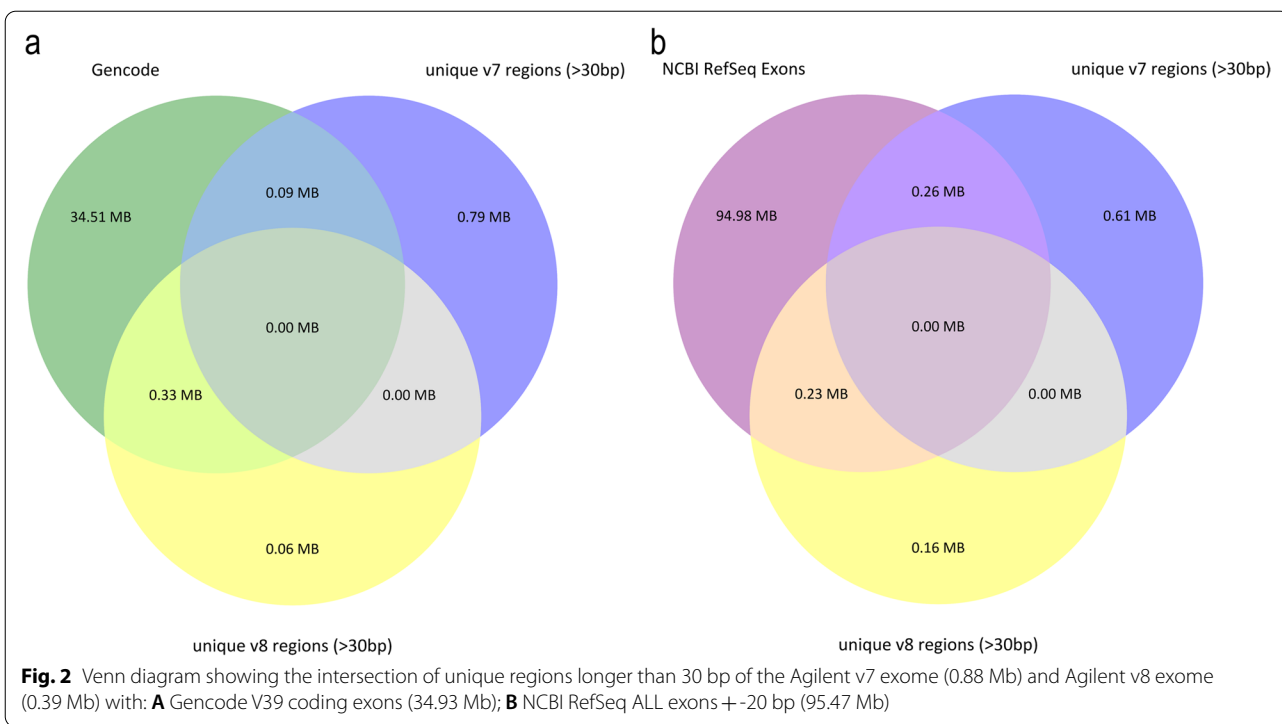 a
Gencode
unique v7 regions (>30bp)
0.09 MB
34.51 MB
0.79 MB
0.00 MB
0.33 MB
0.00 MB
0.06 MB
unique v8 regions (>30bp)
b
NCBI RefSeq Exons
unique v7 regions (>30bp)
0.26 MB
94.98 MB
0.61 MB
0.00 MB
0.23 MB
0.00 MB
0.16 MB
unique v8 regions (>30bp)
Fig. 2 Venn diagram showing the intersection of unique regions longer than 30 bp of the Agilent v7 exome (0.88 Mb) and Agilent v8 exome
(0.39 Mb) with: A Gencode V39 coding exons (34.93 Mb); B NCBI RefSeq ALL exons +-20 bp (95.47 Mb)